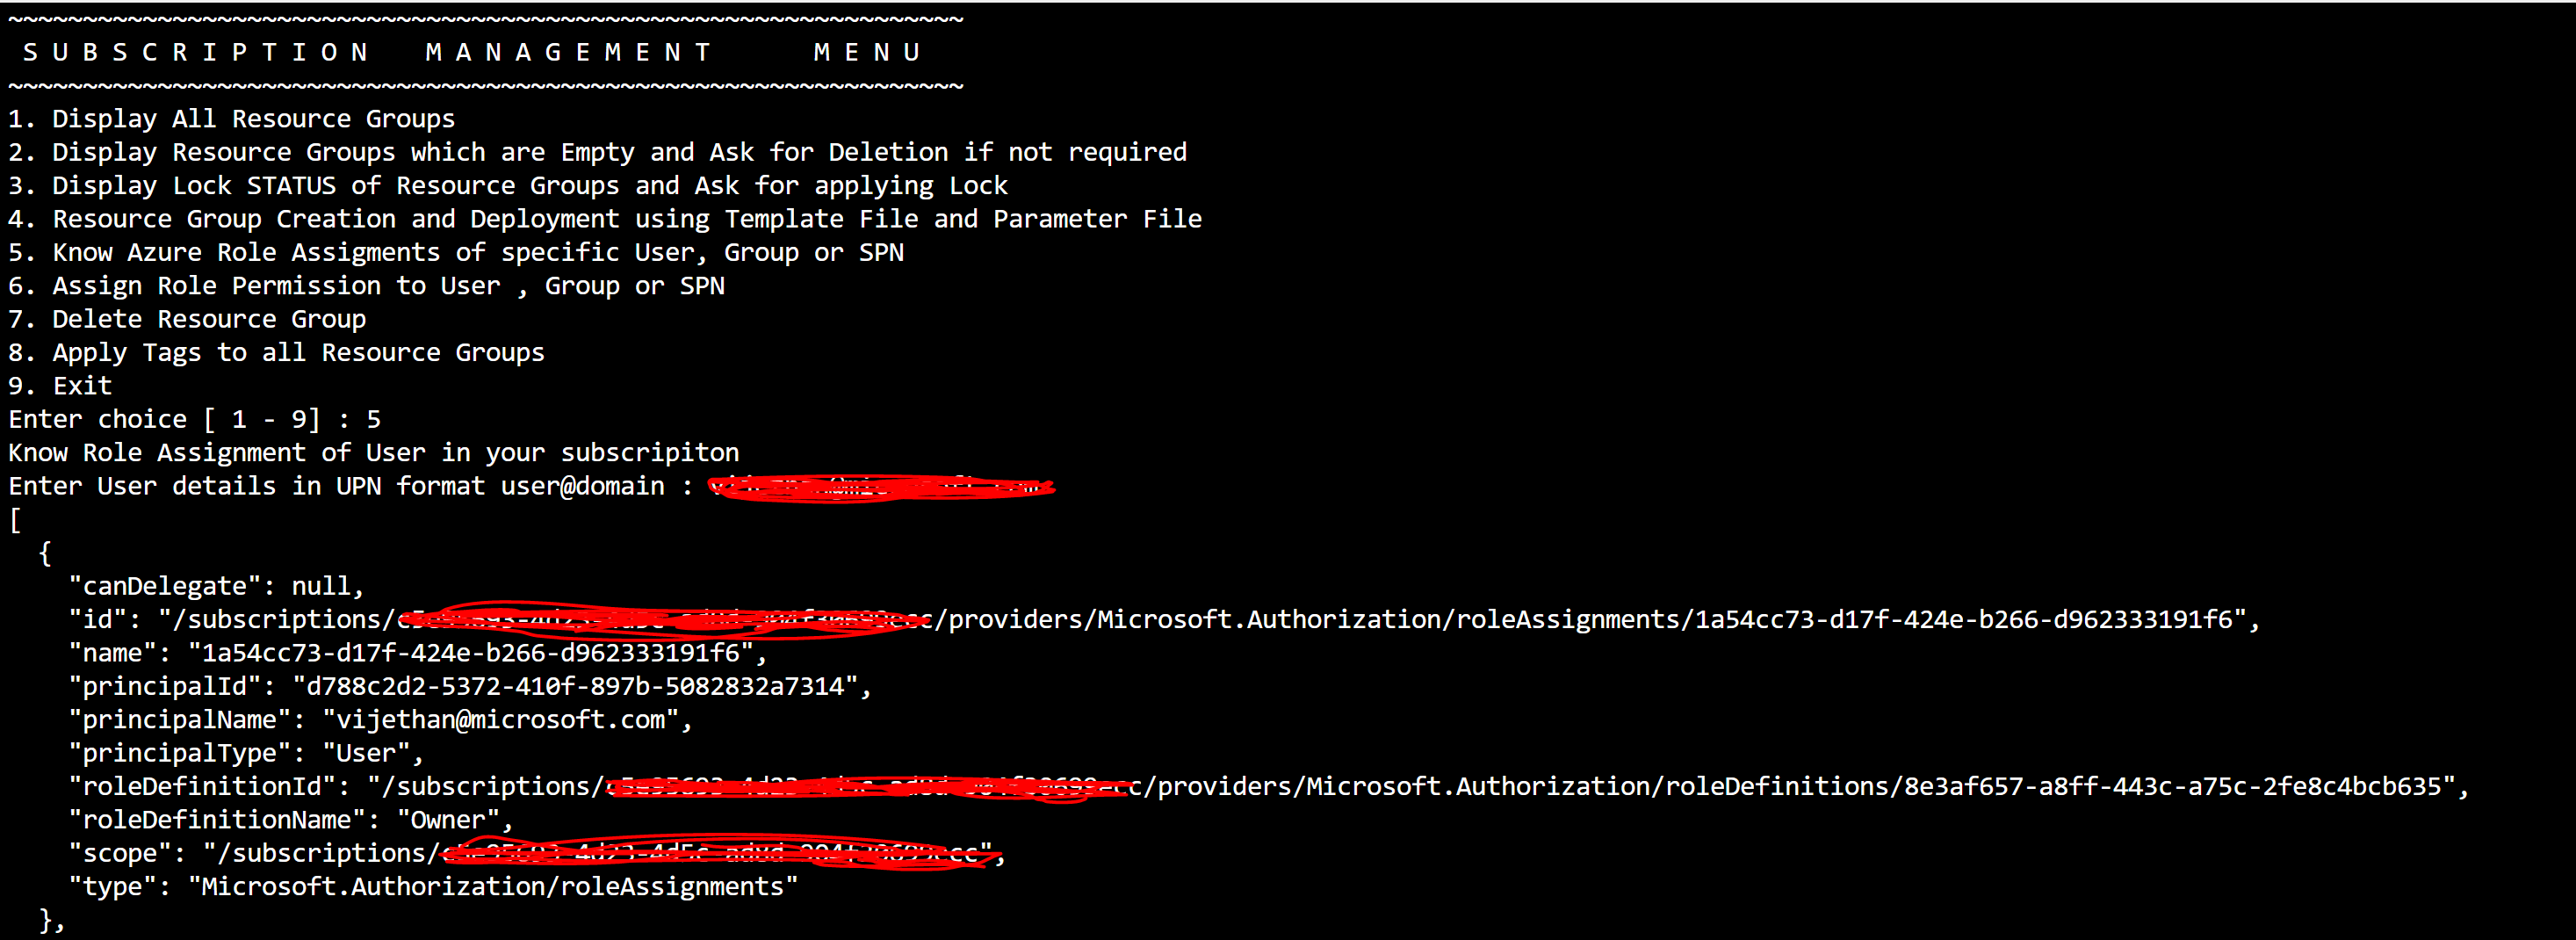 ~~~~~~~~~~~~~~~~~~~~~~~~~~~~~~~~~~~~~~~~~~~~~~~~~~~~~~~~~~~~~~~~
S U B S C R I P T I O N   M A N A G E M E N T      M E N U
~~~~~~~~~~~~~~~~~~~~~~~~~~~~~~~~~~~~~~~~~~~~~~~~~~~~~~~~~~~~~~~~
1. Display All Resource Groups
2. Display Resource Groups which are Empty and Ask for Deletion if not required
3. Display Lock STATUS of Resource Groups and Ask for applying Lock
4. Resource Group Creation and Deployment using Template File and Parameter File
5. Know Azure Role Assigments of specific User, Group or SPN
6. Assign Role Permission to User , Group or SPN
7. Delete Resource Group
8. Apply Tags to all Resource Groups
9. Exit
Enter choice [ 1 - 9] : 5
Know Role Assignment of User in your subscripiton
Enter User details in UPN format user@domain :
[
  {
    "canDelegate": null,
    "id": "/subscriptions/ /providers/Microsoft.Authorization/roleAssignments/1a54cc73-d17f-424e-b266-d962333191f6",
    "name": "1a54cc73-d17f-424e-b266-d962333191f6",
    "principalId": "d788c2d2-5372-410f-897b-5082832a7314",
    "principalName": "vijethan@microsoft.com",
    "principalType": "User",
    "roleDefinitionId": "/subscriptions/ /providers/Microsoft.Authorization/roleDefinitions/8e3af657-a8ff-443c-a75c-2fe8c4bcb635",
    "roleDefinitionName": "Owner",
    "scope": "/subscriptions/ ",
    "type": "Microsoft.Authorization/roleAssignments"
  },